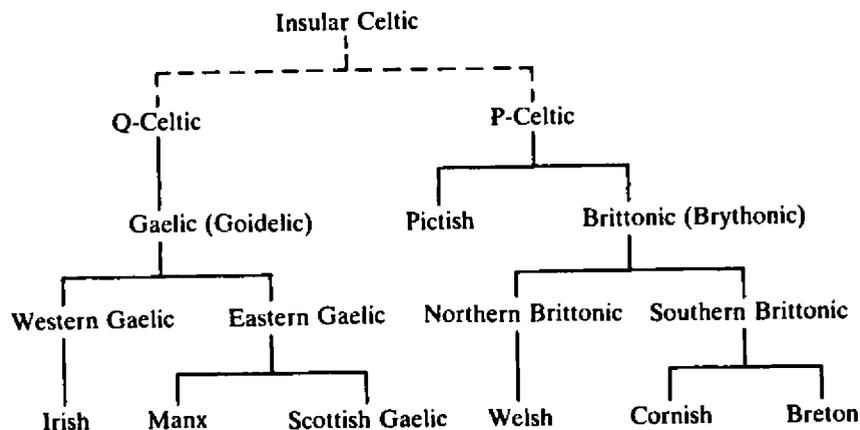 Insular Celtic
Q-Celtic P-Celtic
Gaelic (Goidelic) Pictish Brittonic (Brythonic)
Western Gaelic Eastern Gaelic Northern Brittonic Southern Brittonic
Irish Manx Scottish Gaelic Welsh Cornish Breton